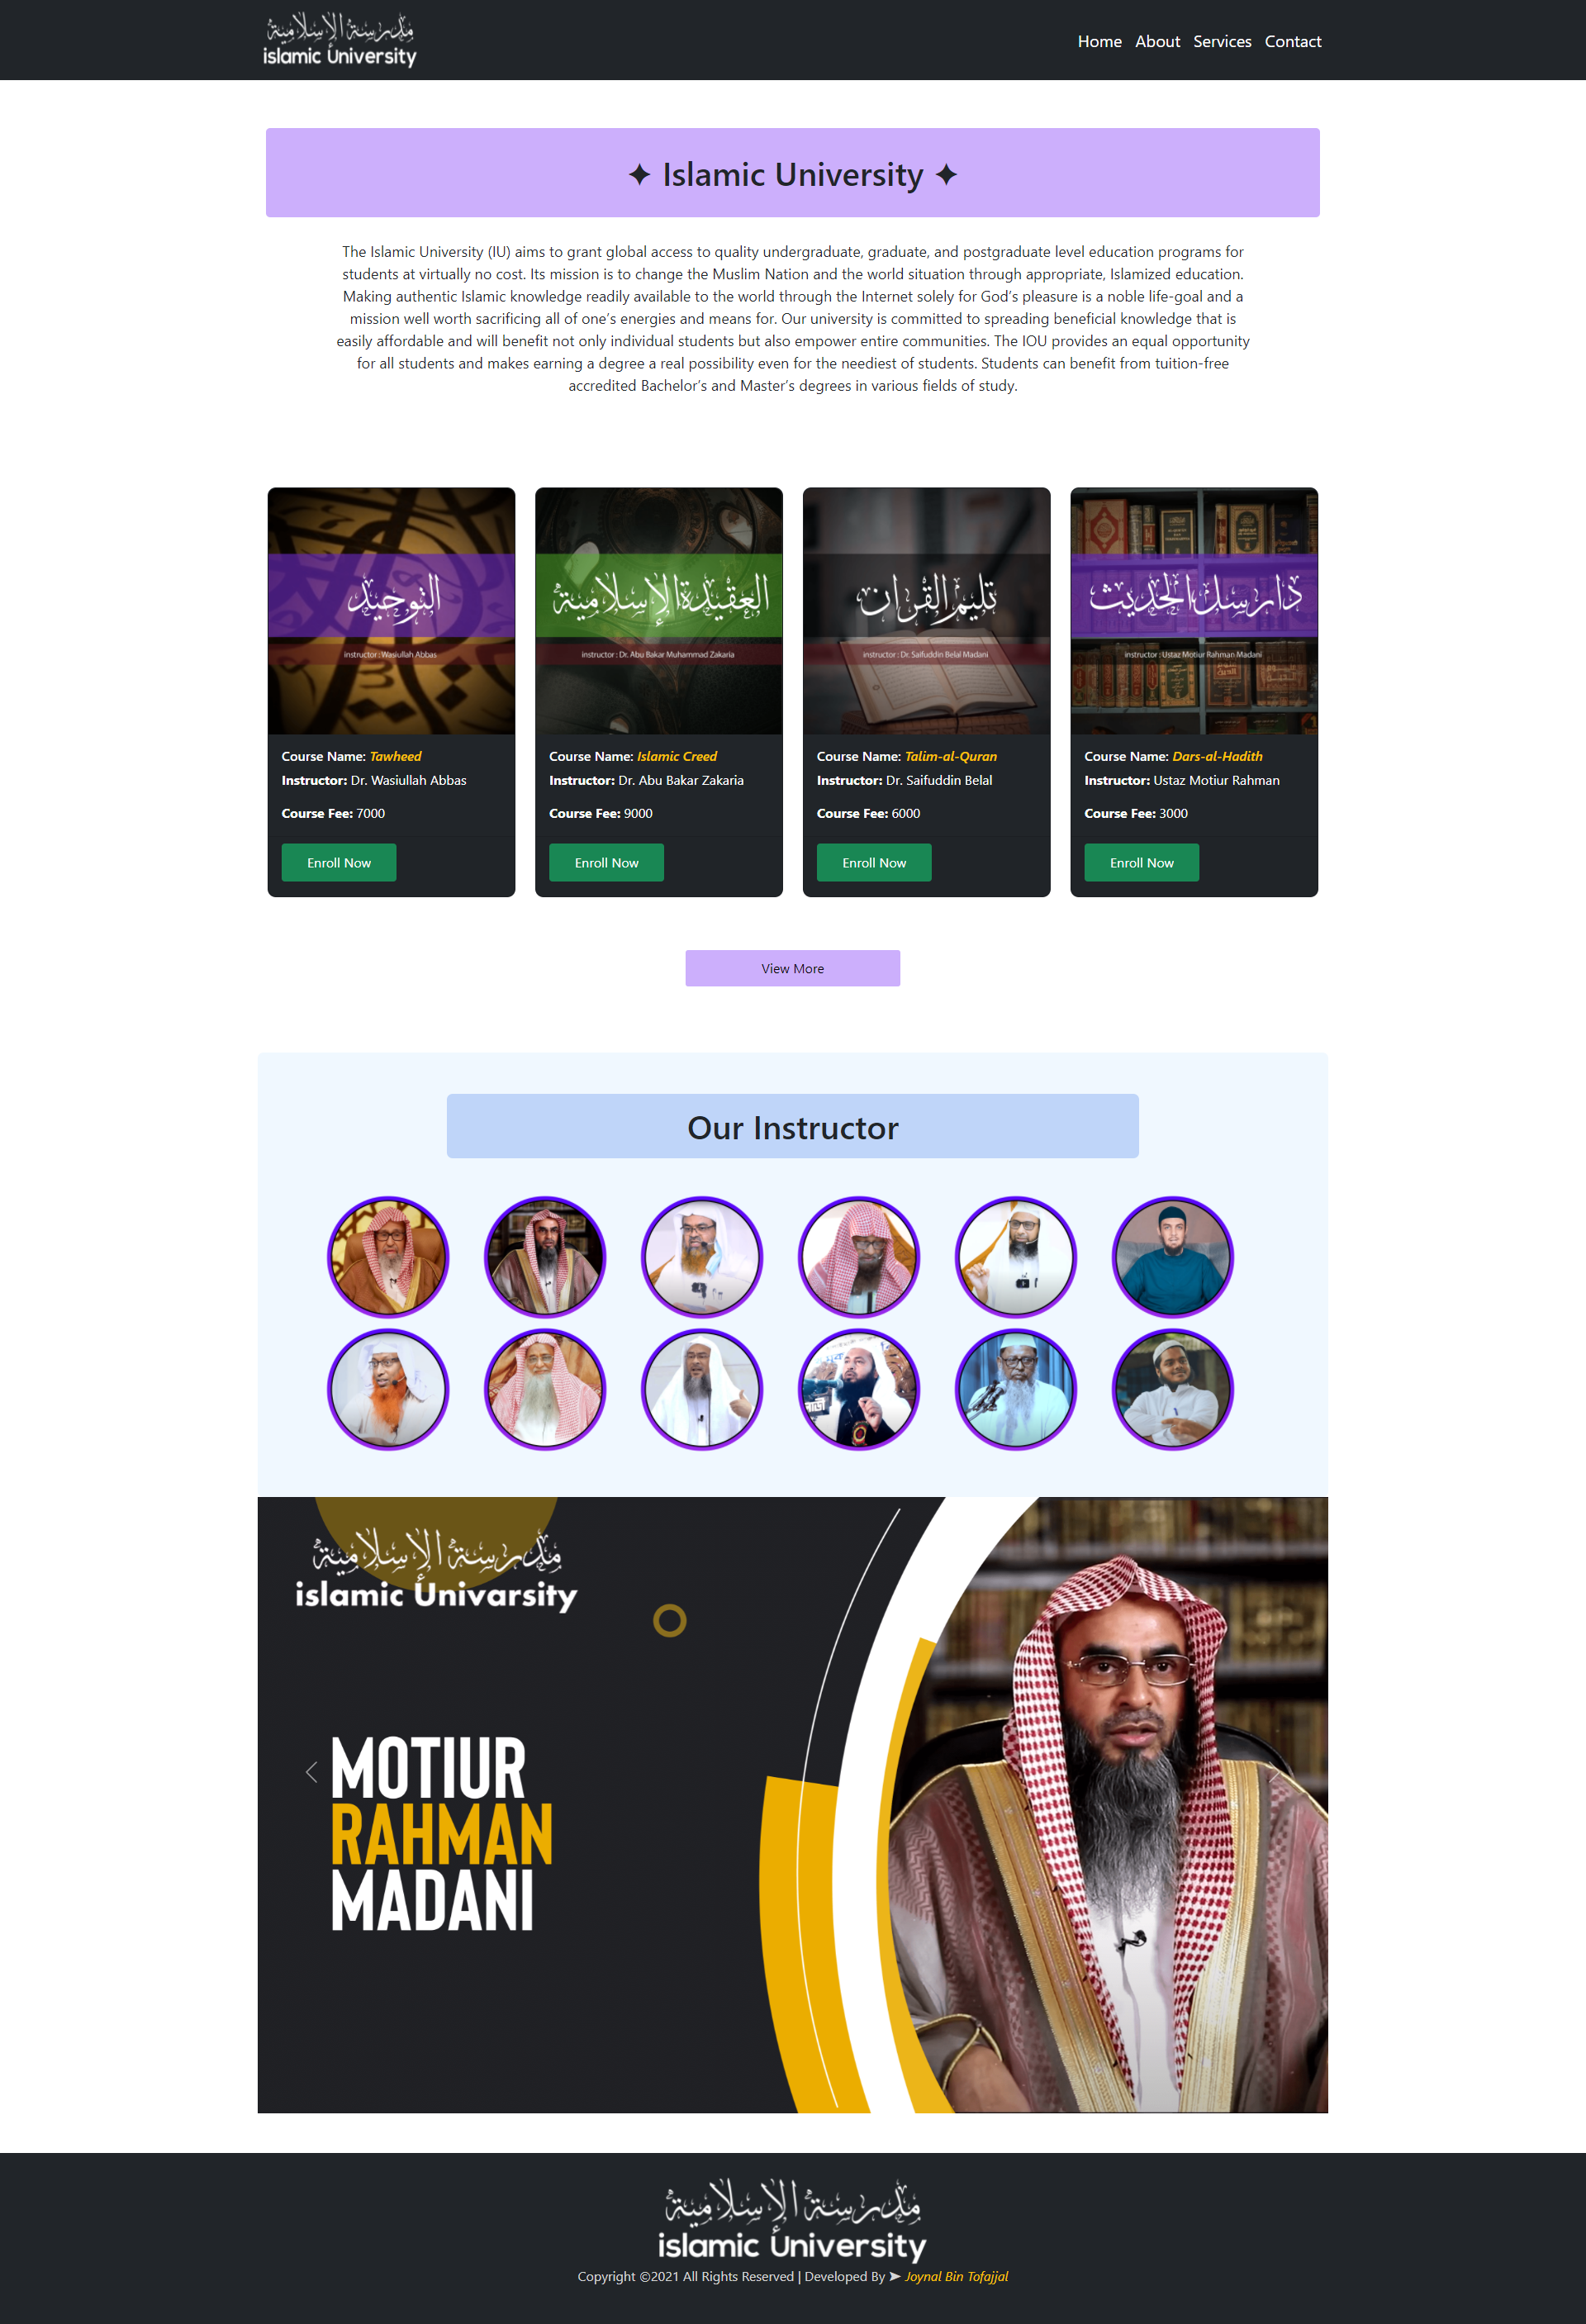 مدرسة الإسلامية
islamic University
Home About Services Contact
✦ Islamic University ✦
The Islamic University (IU) aims to grant global access to quality undergraduate, graduate, and postgraduate level education programs for
students at virtually no cost. Its mission is to change the Muslim Nation and the world situation through appropriate, Islamized education.
Making authentic Islamic knowledge readily available to the world through the Internet solely for God’s pleasure is a noble life-goal and a
mission well worth sacrificing all of one’s energies and means for. Our university is committed to spreading beneficial knowledge that is
easily affordable and will benefit not only individual students but also empower entire communities. The IOU provides an equal opportunity
for all students and makes earning a degree a real possibility even for the neediest of students. Students can benefit from tuition-free
accredited Bachelor’s and Master’s degrees in various fields of study.
التوحيد
instructor : Wasiullah Abbas
Course Name: Tawheed
Instructor: Dr. Wasiullah Abbas
Course Fee: 7000
Enroll Now
العقيدة الإسلامية
instructor : Dr. Abu Bakar Muhammad Zakaria
Course Name: Islamic Creed
Instructor: Dr. Abu Bakar Zakaria
Course Fee: 9000
Enroll Now
تليم القران
instructor : Dr. Saifuddin Belal Madani
Course Name: Talim-al-Quran
Instructor: Dr. Saifuddin Belal
Course Fee: 6000
Enroll Now
دارسل الحديث
instructor : Ustaz Motiur Rahman Madani
Course Name: Dars-al-Hadith
Instructor: Ustaz Motiur Rahman
Course Fee: 3000
Enroll Now
View More
Our Instructor
مدرسة الإسلامية
islamic Univarsity
MOTIUR
RAHMAN
MADANI
مدرسة الإسلامية
islamic University
Copyright ©2021 All Rights Reserved | Developed By ➤ Joynal Bin Tofajjal